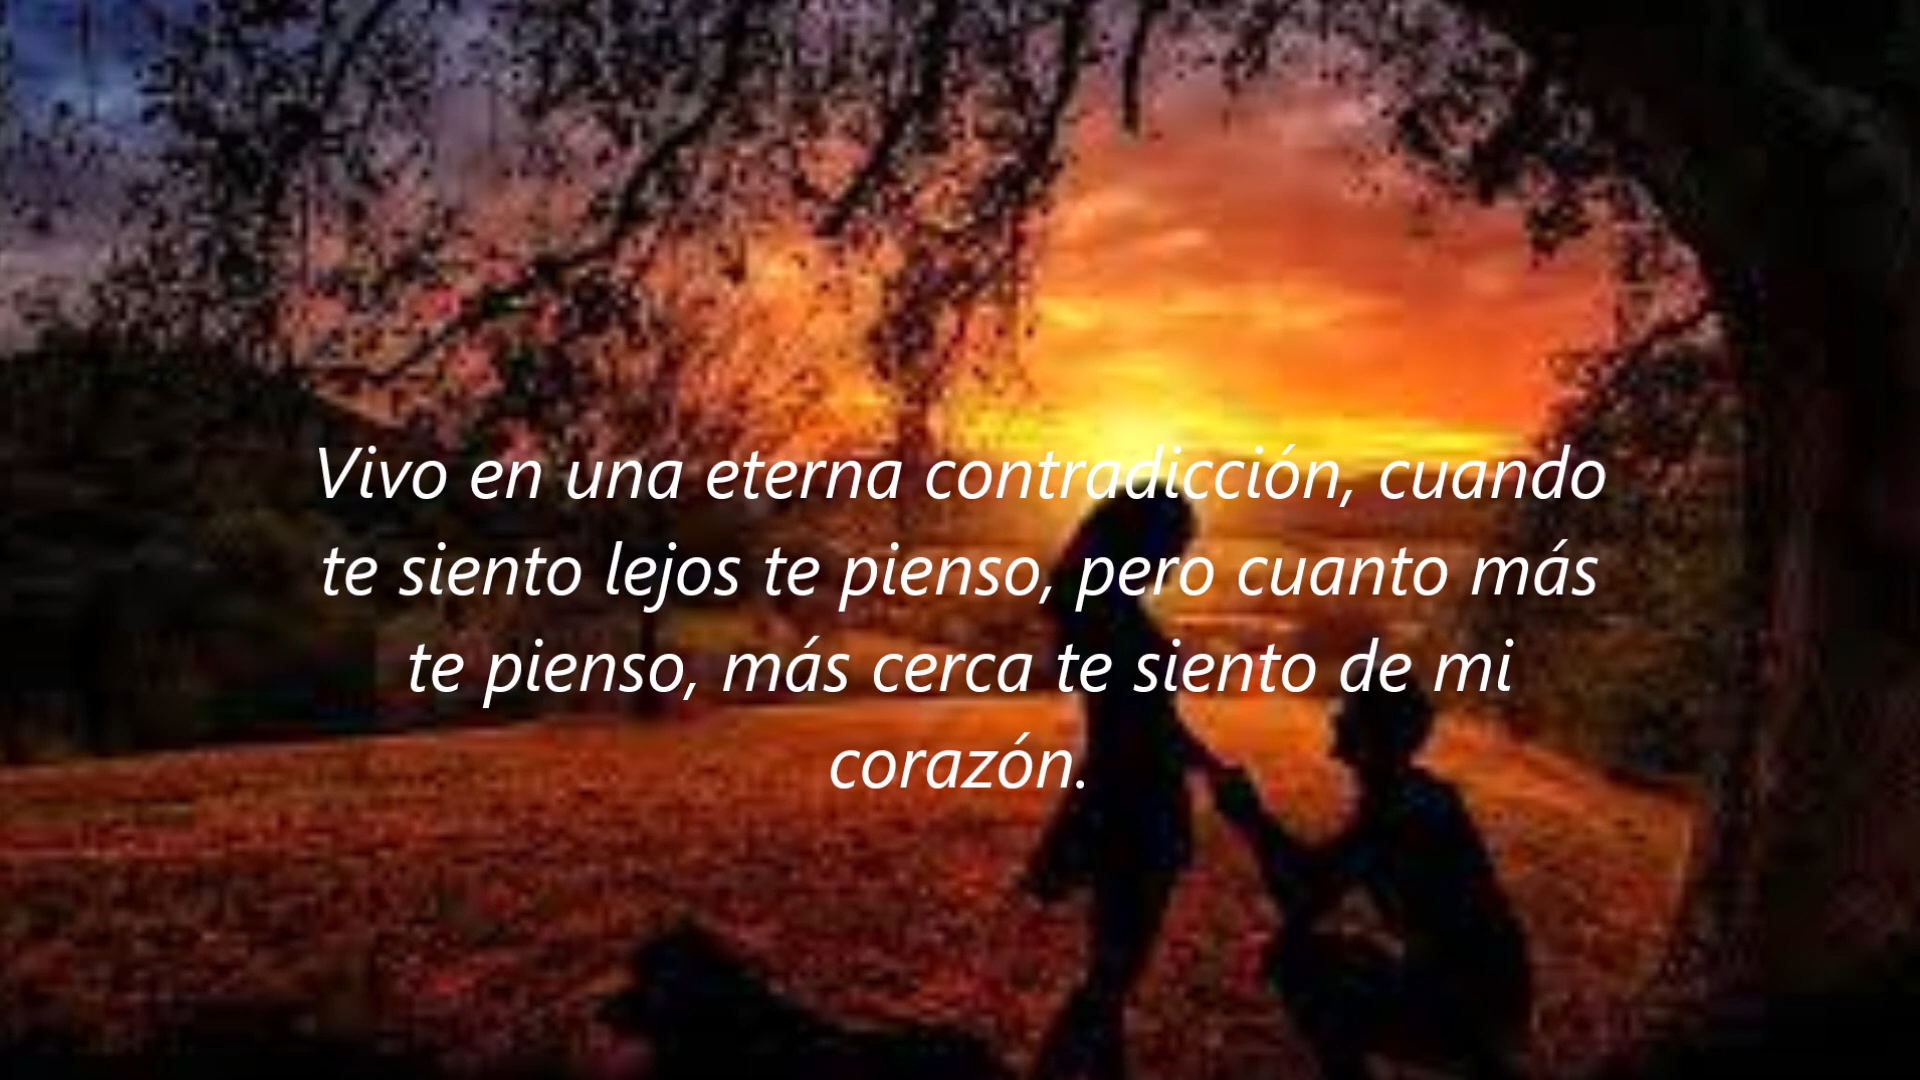 Vivo en una eterna contradicción, cuando
te siento lejos te pienso, pero cuanto más
te pienso, más cerca te siento de mi
corazón.